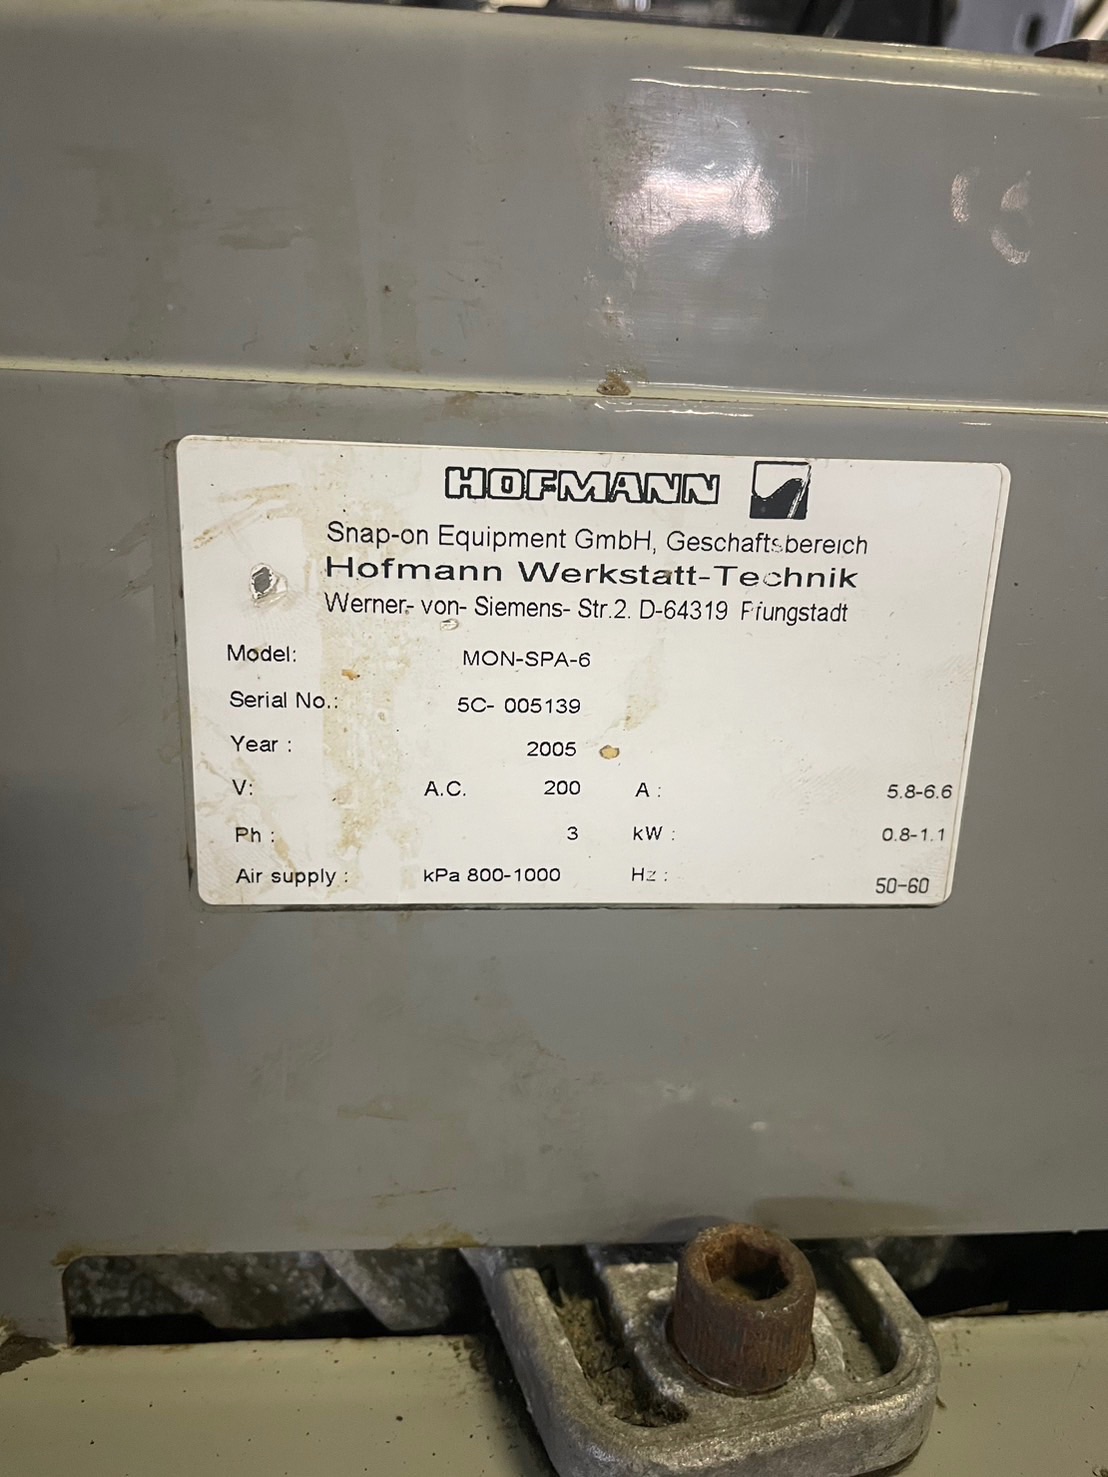 HOFMANN
Snap-on Equipment GmbH, Geschäftsbereich
Hofmann Werkstatt-Technik
Werner- von- Siemens- Str.2. D-64319 Pfungstadt
Model: MON-SPA-6
Serial No.: 5C- 005139
Year : 2005
V: A.C. 200 A : 5.8-6.6
Ph : 3 kW : 0.8-1.1
Air supply : kPa 800-1000 Hz : 50-60